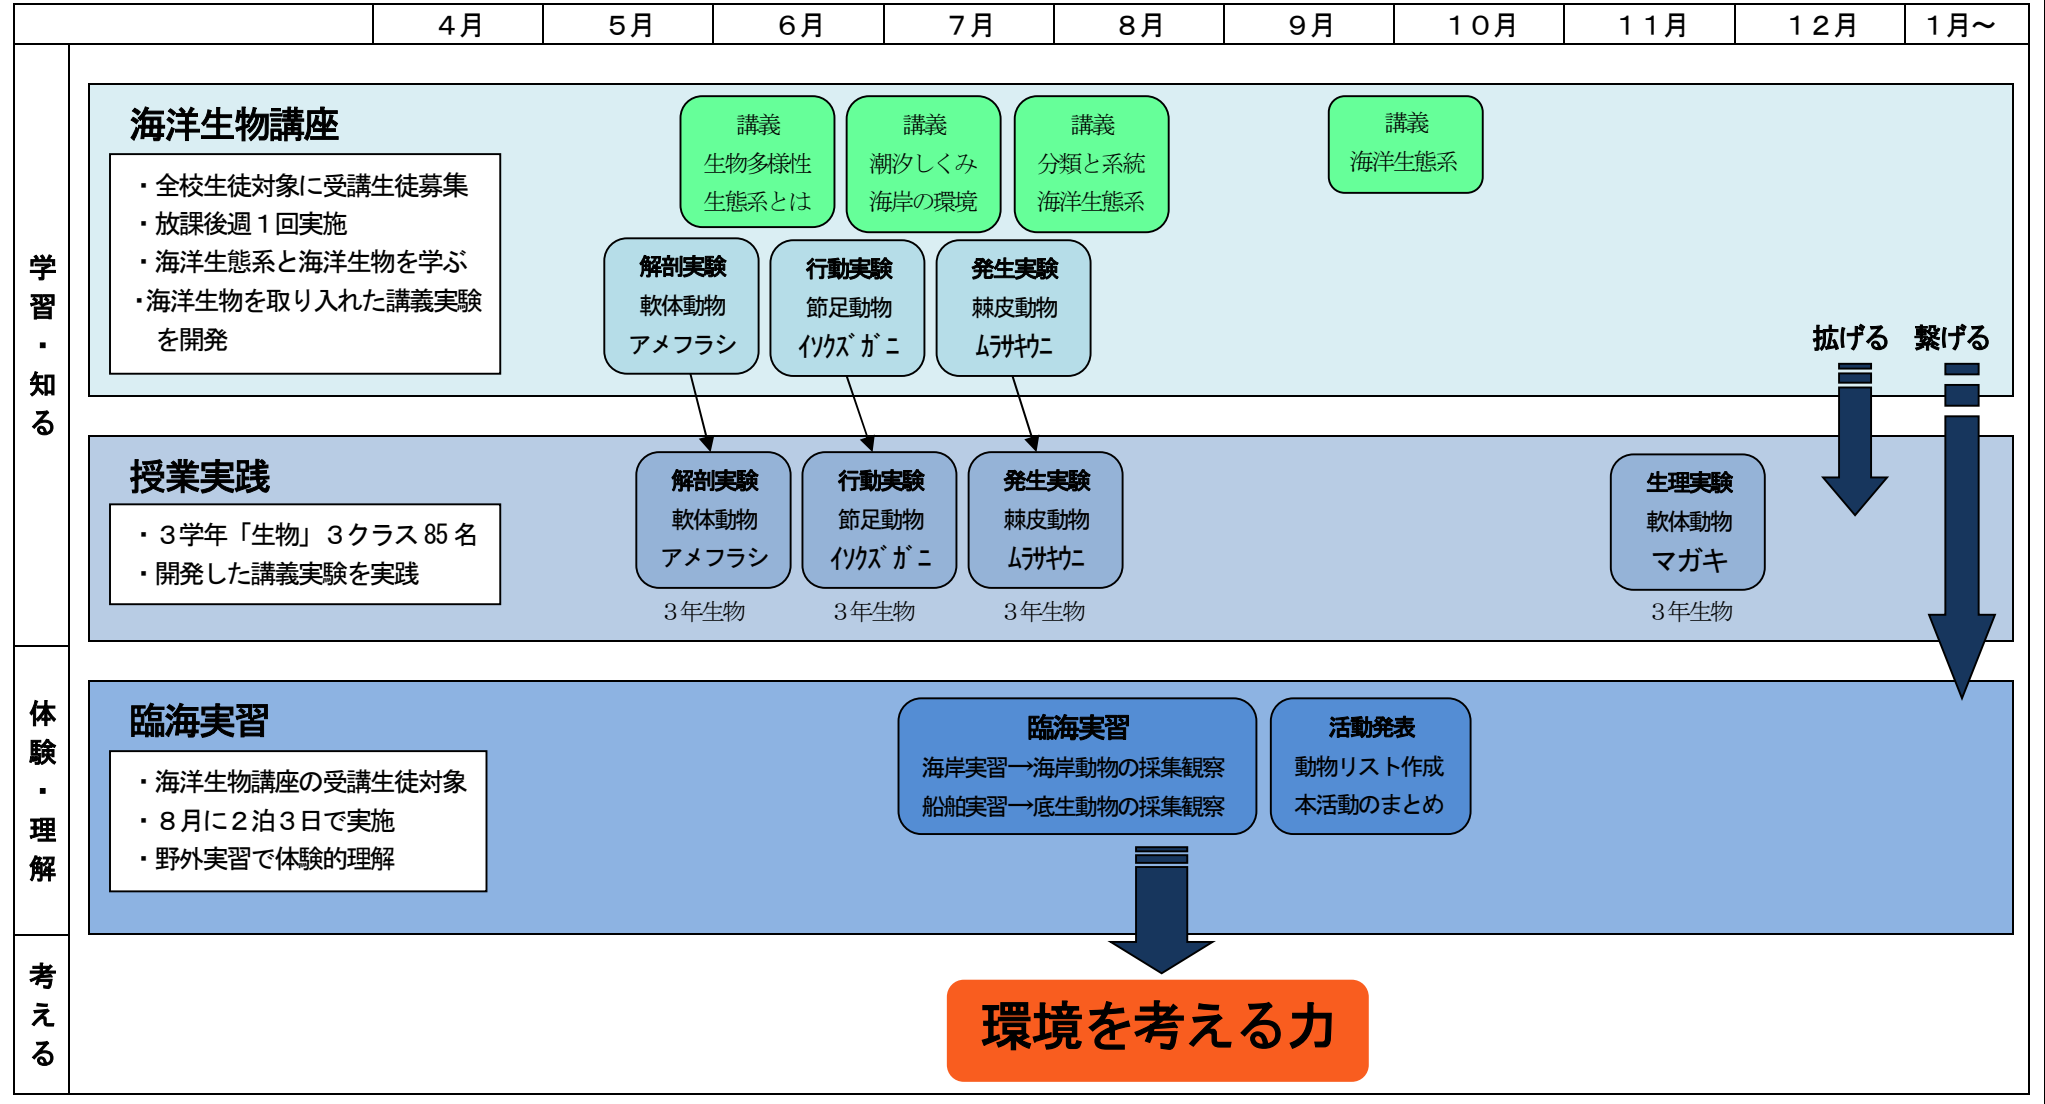 ４月 ５月 ６月 ７月 ８月 ９月 １０月 １１月 １２月 １月～
学習・知る
海洋生物講座
・全校生徒対象に受講生徒募集
・放課後週１回実施
・海洋生態系と海洋生物を学ぶ
・海洋生物を取り入れた講義実験
を開発
講義
生物多様性
生態系とは
講義
潮汐しくみ
海岸の環境
講義
分類と系統
海洋生態系
講義
海洋生態系
解剖実験
軟体動物
アメフラシ
行動実験
節足動物
ｲｿｸｽﾞｶﾞﾆ
発生実験
棘皮動物
ﾑﾗｻｷｳﾆ
拡げる
繋げる
授業実践
・３学年「生物」３クラス 85 名
・開発した講義実験を実践
解剖実験
軟体動物
アメフラシ
３年生物
行動実験
節足動物
ｲｿｸｽﾞｶﾞﾆ
３年生物
発生実験
棘皮動物
ﾑﾗｻｷｳﾆ
３年生物
生理実験
軟体動物
マガキ
３年生物
体験・理解
臨海実習
・海洋生物講座の受講生徒対象
・８月に２泊３日で実施
・野外実習で体験的理解
臨海実習
海岸実習→海岸動物の採集観察
船舶実習→底生動物の採集観察
活動発表
動物リスト作成
本活動のまとめ
考える
環境を考える力